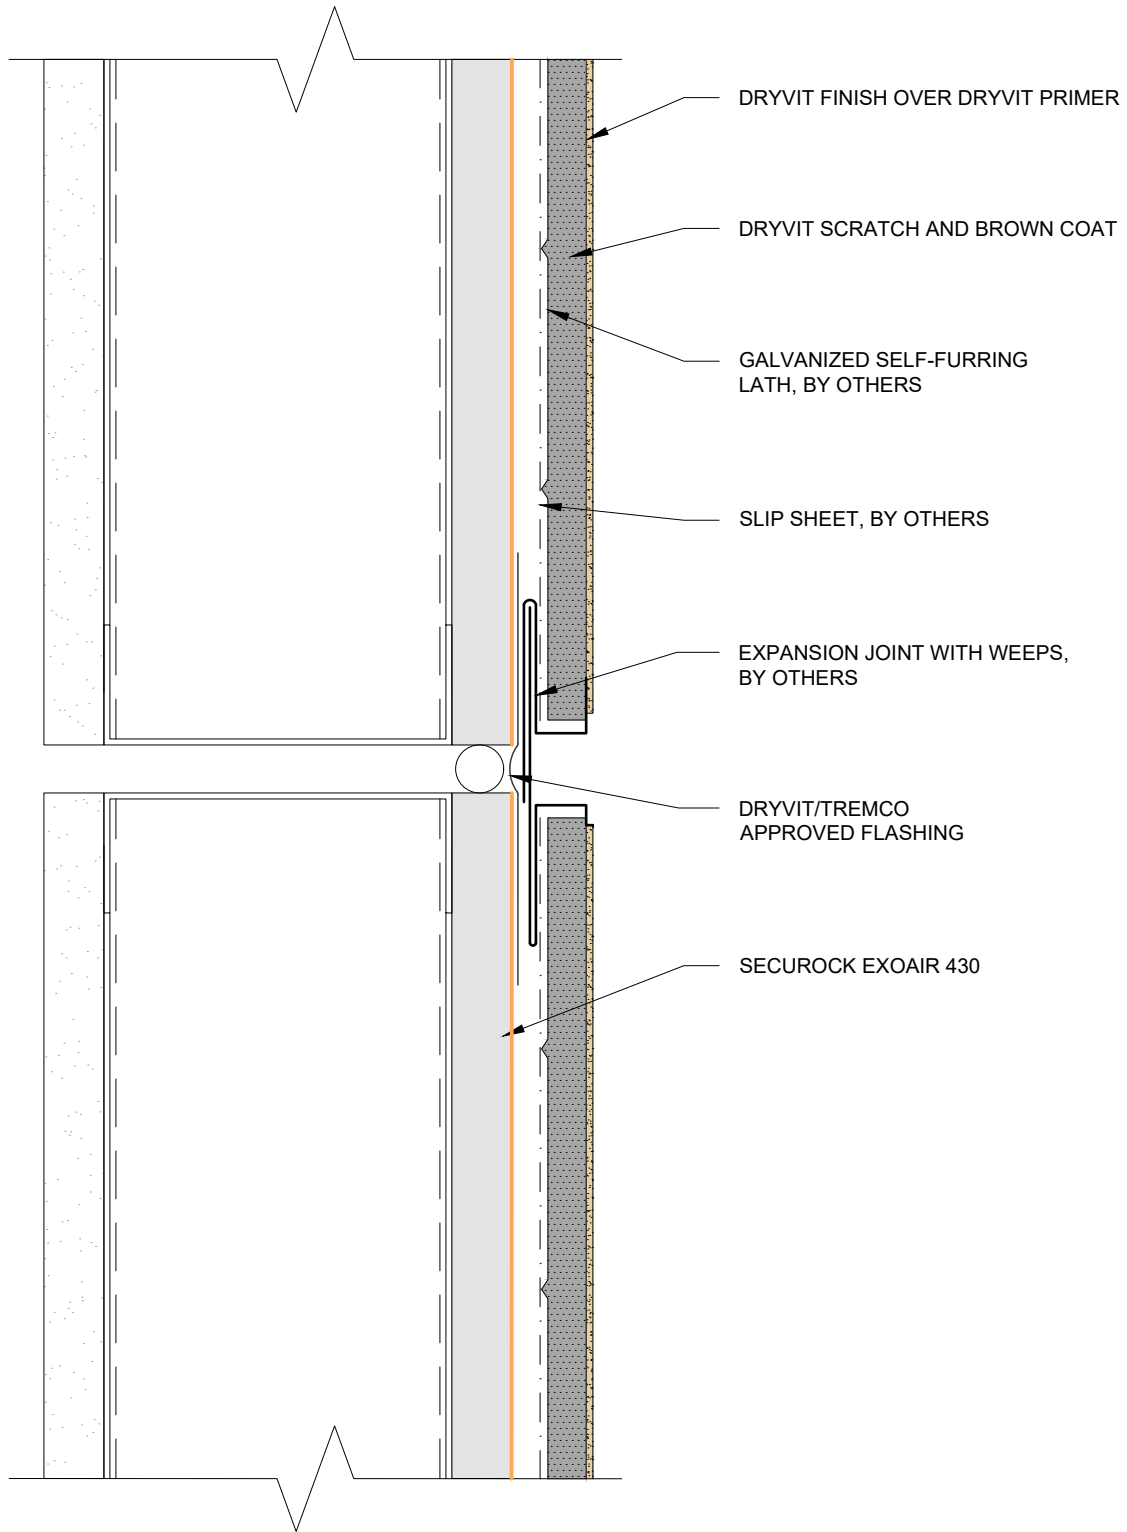 DRYVIT FINISH OVER DRYVIT PRIMER
DRYVIT SCRATCH AND BROWN COAT
GALVANIZED SELF-FURRING
LATH, BY OTHERS
SLIP SHEET, BY OTHERS
EXPANSION JOINT WITH WEEPS,
BY OTHERS
DRYVIT/TREMCO
APPROVED FLASHING
SECUROCK EXOAIR 430